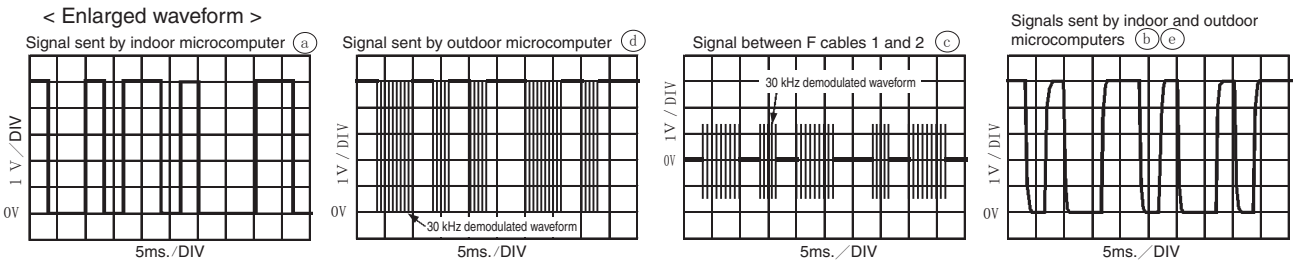 < Enlarged waveform >
Signal sent by indoor microcomputer ⓐ
1 V／DIV
0V
5ms./DIV
Signal sent by outdoor microcomputer ⓓ
1 V / DIV
0V
30 kHz demodulated waveform
5ms./DIV
Signal between F cables 1 and 2 ⓒ
30 kHz demodulated waveform
1 V / DIV
0V
5ms.／DIV
Signals sent by indoor and outdoor
microcomputers ⓑ ⓔ
1 V / DIV
0V
5ms.／DIV